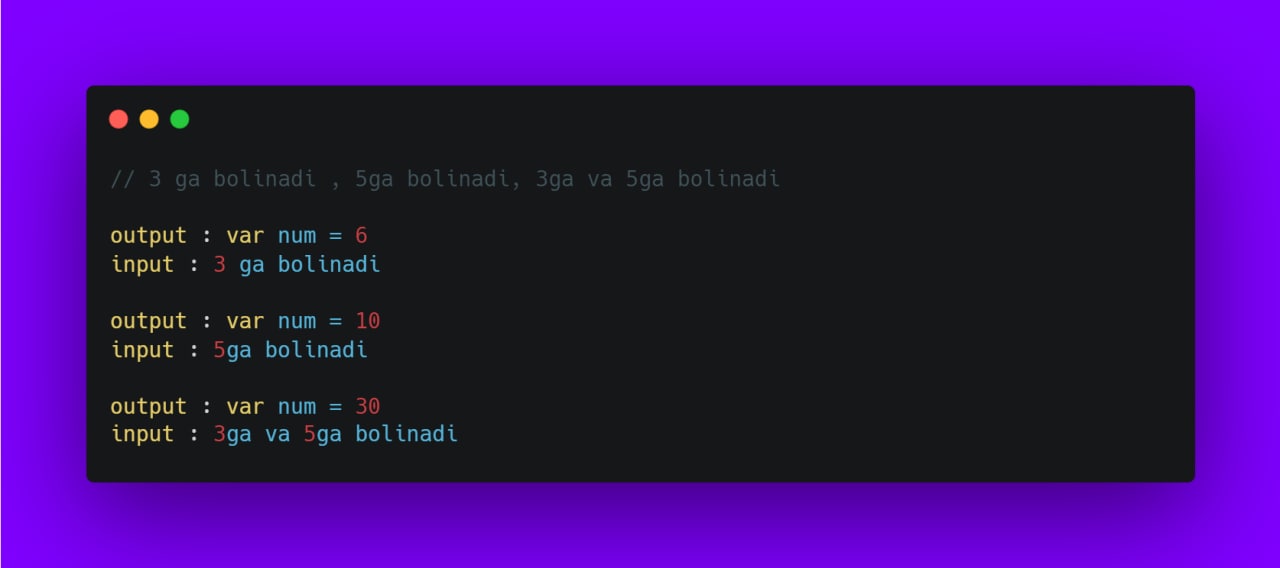 // 3 ga bolinadi , 5ga bolinadi, 3ga va 5ga bolinadi
output : var num = 6
input : 3 ga bolinadi
output : var num = 10
input : 5ga bolinadi
output : var num = 30
input : 3ga va 5ga bolinadi